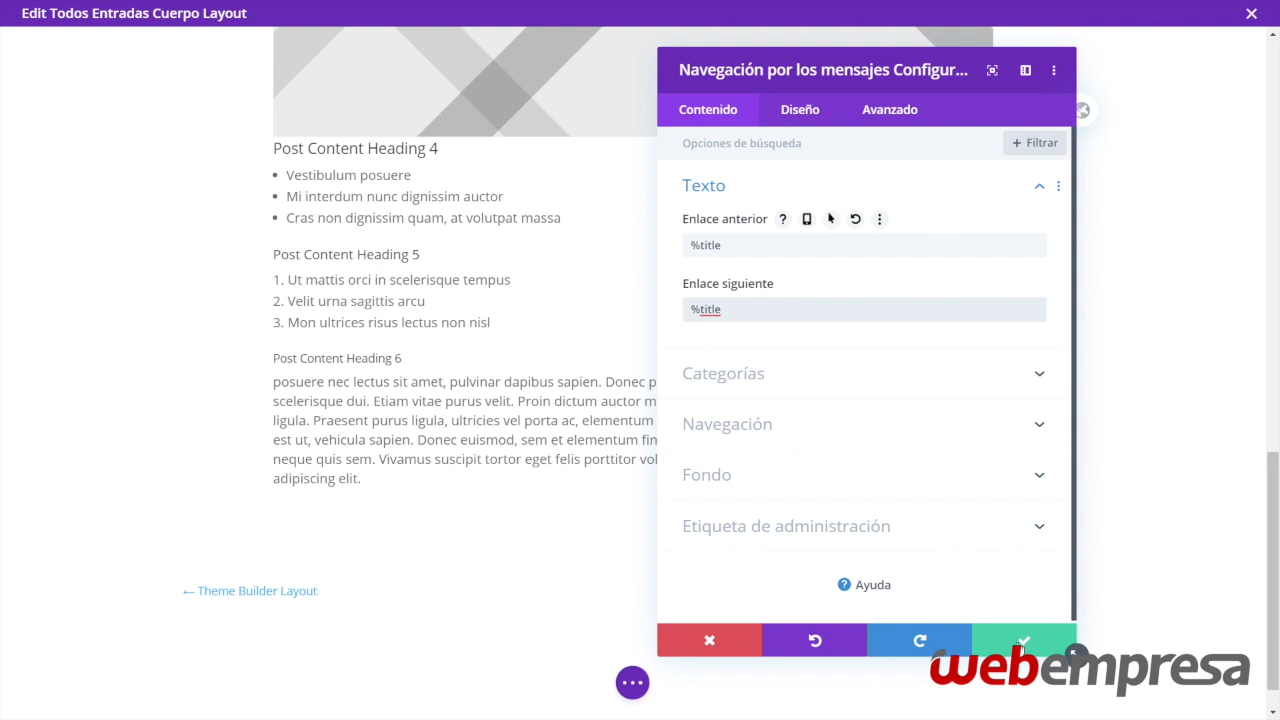 Edit Todos Entradas Cuerpo Layout
Post Content Heading 4
Vestibulum posuere
Mi interdum nunc dignissim auctor
Cras non dignissim quam, at volutpat massa
Post Content Heading 5
1. Ut mattis orci in scelerisque tempus
2. Velit urna sagittis arcu
3. Mon ultrices risus lectus non nisl
Post Content Heading 6
posuere nec lectus sit amet, pulvinar dapibus sapien. Donec p
scelerisque dui. Etiam vitae purus velit. Proin dictum auctor m
ligula. Praesent purus ligula, ultricies vel porta ac, elementum
est ut, vehicula sapien. Donec euismod, sem et elementum fin
neque quis sem. Vivamus suscipit tortor eget felis porttitor vol
adipiscing elit.
← Theme Builder Layout
Navegación por los mensajes Configur...
Contenido Diseño Avanzado
Opciones de búsqueda + Filtrar
Texto
Enlace anterior ?
%title
Enlace siguiente
%title
Categorías
Navegación
Fondo
Etiqueta de administración
? Ayuda
webempresa